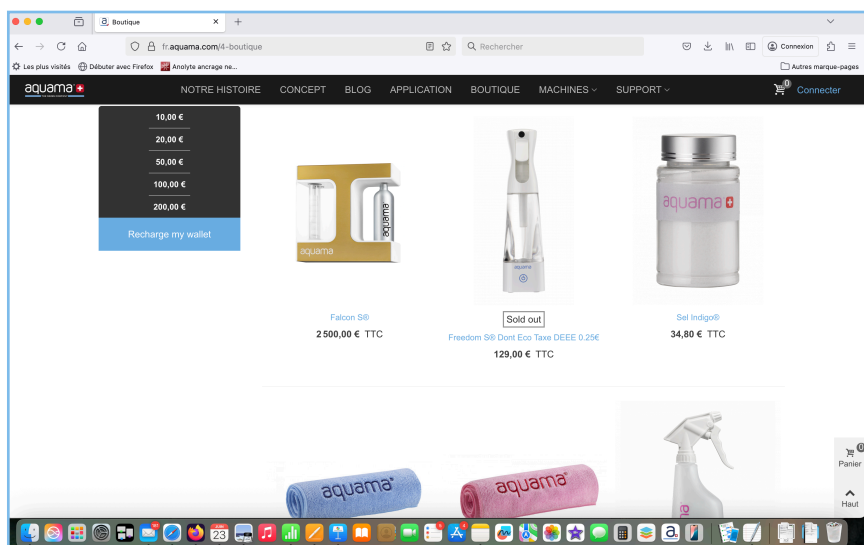 Boutique
fr.aquama.com/4-boutique
Rechercher
Connexion
Les plus visités
Débuter avec Firefox
Anolyte ancrage ne...
Autres marque-pages
aquama
NOTRE HISTOIRE
CONCEPT
BLOG
APPLICATION
BOUTIQUE
MACHINES
SUPPORT
0
Connecter
10,00 €
20,00 €
50,00 €
100,00 €
200,00 €
Recharge my wallet
aquama
aquama
aquama
aquama
Falcon S®
2 500,00 € TTC
Sold out
Freedom S® Dont Eco Taxe DEEE 0.25€
129,00 € TTC
Sel Indigo®
34,80 € TTC
aquama
aquama
0
Panier
Haut
23